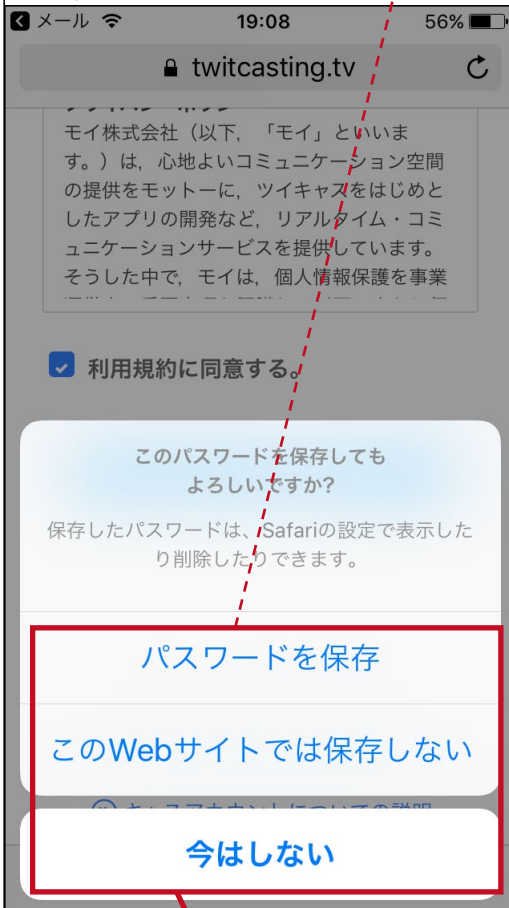 メール 19:08 56%
twitcasting.tv
モイ株式会社（以下，「モイ」といいま
す。）は，心地よいコミュニケーション空間
の提供をモットーに，ツイキャスをはじめと
したアプリの開発など，リアルタイム・コミ
ュニケーションサービスを提供しています。
そうした中で，モイは，個人情報保護を事業
利用規約に同意する。
このパスワードを保存しても
よろしいですか?
保存したパスワードは、Safariの設定で表示した
り削除したりできます。
パスワードを保存
このWebサイトでは保存しない
今はしない